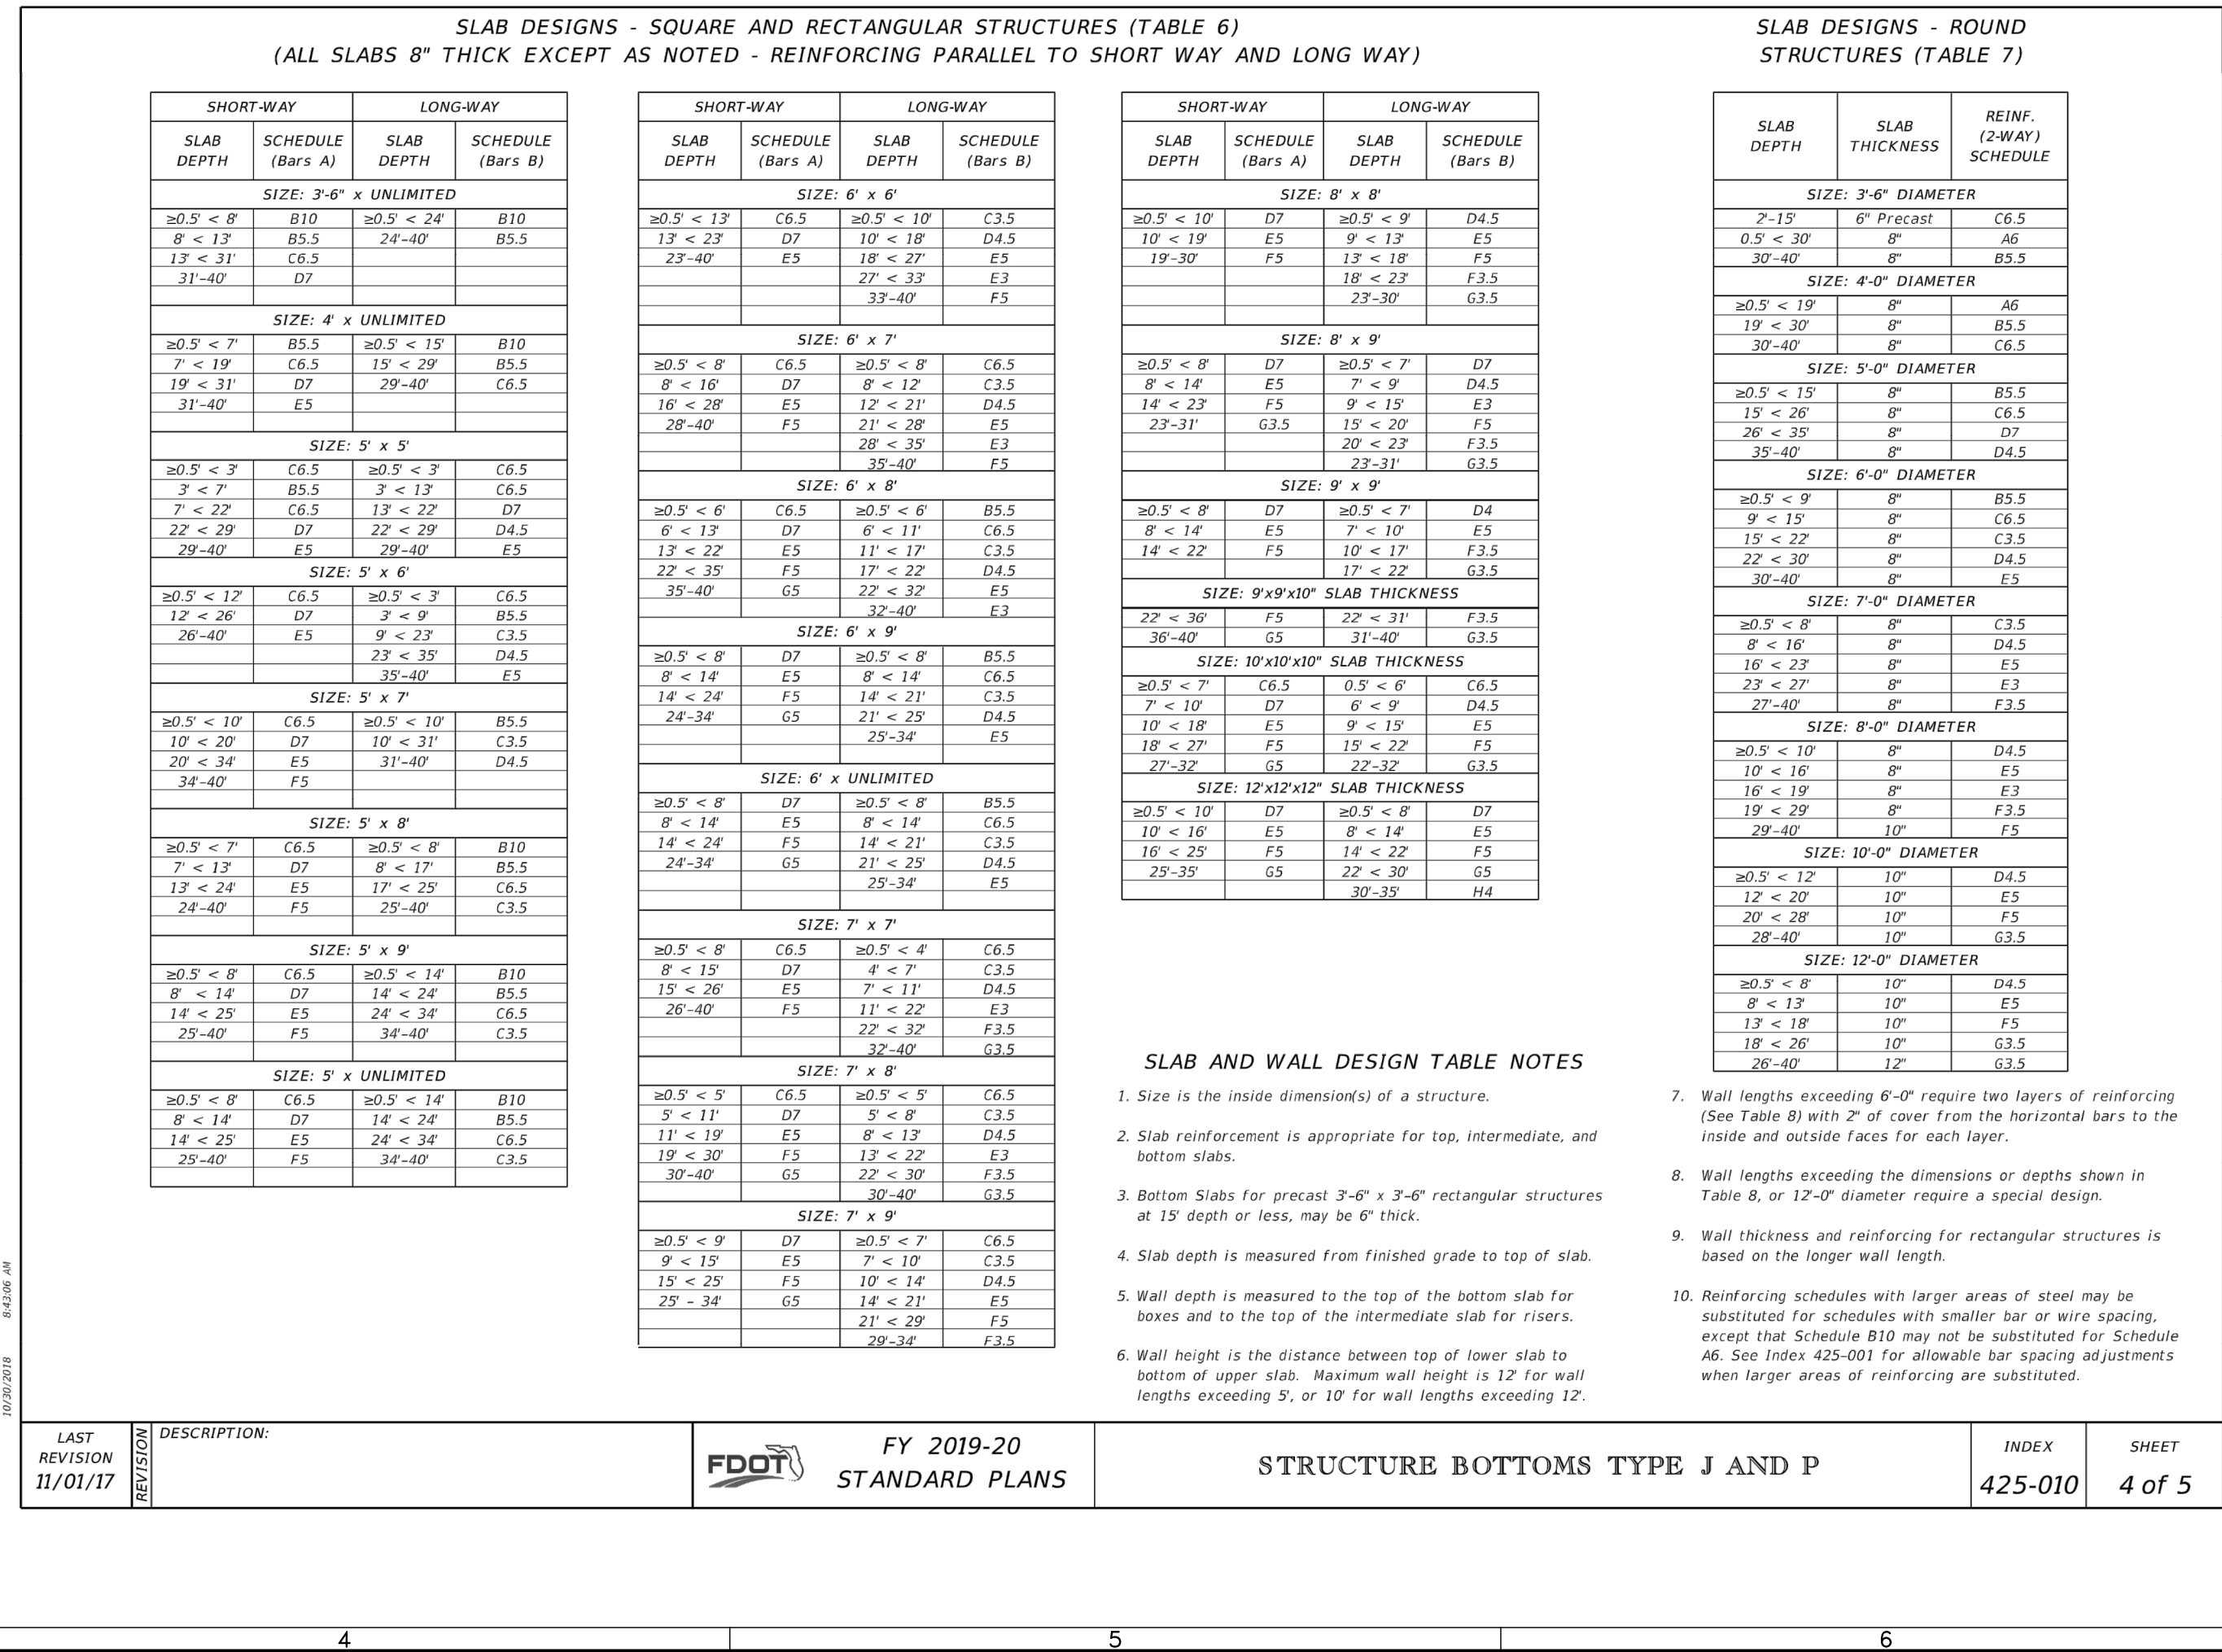 SLAB DESIGNS - SQUARE AND RECTANGULAR STRUCTURES (TABLE 6)
(ALL SLABS 8" THICK EXCEPT AS NOTED - REINFORCING PARALLEL TO SHORT WAY AND LONG WAY)
SHORT-WAY LONG-WAY
SLAB DEPTH SCHEDULE (Bars A) SLAB DEPTH SCHEDULE (Bars B)
SIZE: 3'-6" x UNLIMITED
≥0.5' < 8' B10 ≥0.5' < 24' B10
8' < 13' B5.5 24'-40' B5.5
13' < 31' C6.5
31'-40' D7
SIZE: 4' x UNLIMITED
≥0.5' < 7' B5.5 ≥0.5' < 15' B10
7' < 19' C6.5 15' < 29' B5.5
19' < 31' D7 29'-40' C6.5
31'-40' E5
SIZE: 5' x 5'
≥0.5' < 3' C6.5 ≥0.5' < 3' C6.5
3' < 7' B5.5 3' < 13' C6.5
7' < 22' C6.5 13' < 22' D7
22' < 29' D7 22' < 29' D4.5
29'-40' E5 29'-40' E5
SIZE: 5' x 6'
≥0.5' < 12' C6.5 ≥0.5' < 3' C6.5
12' < 26' D7 3' < 9' B5.5
26'-40' E5 9' < 23' C3.5
23' < 35' D4.5
35'-40' E5
SIZE: 5' x 7'
≥0.5' < 10' C6.5 ≥0.5' < 10' B5.5
10' < 20' D7 10' < 31' C3.5
20' < 34' E5 31'-40' D4.5
34'-40' F5
SIZE: 5' x 8'
≥0.5' < 7' C6.5 ≥0.5' < 8' B10
7' < 13' D7 8' < 17' B5.5
13' < 24' E5 17' < 25' C6.5
24'-40' F5 25'-40' C3.5
SIZE: 5' x 9'
≥0.5' < 8' C6.5 ≥0.5' < 14' B10
8' < 14' D7 14' < 24' B5.5
14' < 25' E5 24' < 34' C6.5
25'-40' F5 34'-40' C3.5
SIZE: 5' x UNLIMITED
≥0.5' < 8' C6.5 ≥0.5' < 14' B10
8' < 14' D7 14' < 24' B5.5
14' < 25' E5 24' < 34' C6.5
25'-40' F5 34'-40' C3.5
SHORT-WAY LONG-WAY
SLAB DEPTH SCHEDULE (Bars A) SLAB DEPTH SCHEDULE (Bars B)
SIZE: 6' x 6'
≥0.5' < 13' C6.5 ≥0.5' < 10' C3.5
13' < 23' D7 10' < 18' D4.5
23'-40' E5 18' < 27' E5
27' < 33' E3
33'-40' F5
SIZE: 6' x 7'
≥0.5' < 8' C6.5 ≥0.5' < 8' C6.5
8' < 16' D7 8' < 12' C3.5
16' < 28' E5 12' < 21' D4.5
28'-40' F5 21' < 28' E5
28' < 35' E3
35'-40' F5
SIZE: 6' x 8'
≥0.5' < 6' C6.5 ≥0.5' < 6' B5.5
6' < 13' D7 6' < 11' C6.5
13' < 22' E5 11' < 17' C3.5
22' < 35' F5 17' < 22' D4.5
35'-40' G5 22' < 32' E5
32'-40' E3
SIZE: 6' x 9'
≥0.5' < 8' D7 ≥0.5' < 8' B5.5
8' < 14' E5 8' < 14' C6.5
14' < 24' F5 14' < 21' C3.5
24'-34' G5 21' < 25' D4.5
25'-34' E5
SIZE: 6' x UNLIMITED
≥0.5' < 8' D7 ≥0.5' < 8' B5.5
8' < 14' E5 8' < 14' C6.5
14' < 24' F5 14' < 21' C3.5
24'-34' G5 21' < 25' D4.5
25'-34' E5
SIZE: 7' x 7'
≥0.5' < 8' C6.5 ≥0.5' < 4' C6.5
8' < 15' D7 4' < 7' C3.5
15' < 26' E5 7' < 11' D4.5
26'-40' F5 11' < 22' E3
22' < 32' F3.5
32'-40' G3.5
SIZE: 7' x 8'
≥0.5' < 5' C6.5 ≥0.5' < 5' C6.5
5' < 11' D7 5' < 8' C3.5
11' < 19' E5 8' < 13' D4.5
19' < 30' F5 13' < 22' E3
30'-40' G5 22' < 30' F3.5
30'-40' G3.5
SIZE: 7' x 9'
≥0.5' < 9' D7 ≥0.5' < 7' C6.5
9' < 15' E5 7' < 10' C3.5
15' < 25' F5 10' < 14' D4.5
25' - 34' G5 14' < 21' E5
21' < 29' F5
29'-34' F3.5
SHORT-WAY LONG-WAY
SLAB DEPTH SCHEDULE (Bars A) SLAB DEPTH SCHEDULE (Bars B)
SIZE: 8' x 8'
≥0.5' < 10' D7 ≥0.5' < 9' D4.5
10' < 19' E5 9' < 13' E5
19'-30' F5 13' < 18' F5
18' < 23' F3.5
23'-30' G3.5
SIZE: 8' x 9'
≥0.5' < 8' D7 ≥0.5' < 7' D7
8' < 14' E5 7' < 9' D4.5
14' < 23' F5 9' < 15' E3
23'-31' G3.5 15' < 20' F5
20' < 23' F3.5
23'-31' G3.5
SIZE: 9' x 9'
≥0.5' < 8' D7 ≥0.5' < 7' D4
8' < 14' E5 7' < 10' E5
14' < 22' F5 10' < 17' F3.5
17' < 22' G3.5
SIZE: 9'x9'x10" SLAB THICKNESS
22' < 36' F5 22' < 31' F3.5
36'-40' G5 31'-40' G3.5
SIZE: 10'x10'x10" SLAB THICKNESS
≥0.5' < 7' C6.5 0.5' < 6' C6.5
7' < 10' D7 6' < 9' D4.5
10' < 18' E5 9' < 15' E5
18' < 27' F5 15' < 22' F5
27'-32' G5 22'-32' G3.5
SIZE: 12'x12'x12" SLAB THICKNESS
≥0.5' < 10' D7 ≥0.5' < 8' D7
10' < 16' E5 8' < 14' E5
16' < 25' F5 14' < 22' F5
25'-35' G5 22' < 30' G5
30'-35' H4
SLAB DESIGNS - ROUND
STRUCTURES (TABLE 7)
SLAB DEPTH SLAB THICKNESS REINF. (2-WAY) SCHEDULE
SIZE: 3'-6" DIAMETER
2'-15' 6" Precast C6.5
0.5' < 30' 8" A6
30'-40' 8" B5.5
SIZE: 4'-0" DIAMETER
≥0.5' < 19' 8" A6
19' < 30' 8" B5.5
30'-40' 8" C6.5
SIZE: 5'-0" DIAMETER
≥0.5' < 15' 8" B5.5
15' < 26' 8" C6.5
26' < 35' 8" D7
35'-40' 8" D4.5
SIZE: 6'-0" DIAMETER
≥0.5' < 9' 8" B5.5
9' < 15' 8" C6.5
15' < 22' 8" C3.5
22' < 30' 8" D4.5
30'-40' 8" E5
SIZE: 7'-0" DIAMETER
≥0.5' < 8' 8" C3.5
8' < 16' 8" D4.5
16' < 23' 8" E5
23' < 27' 8" E3
27'-40' 8" F3.5
SIZE: 8'-0" DIAMETER
≥0.5' < 10' 8" D4.5
10' < 16' 8" E5
16' < 19' 8" E3
19' < 29' 8" F3.5
29'-40' 10" F5
SIZE: 10'-0" DIAMETER
≥0.5' < 12' 10" D4.5
12' < 20' 10" E5
20' < 28' 10" F5
28'-40' 10" G3.5
SIZE: 12'-0" DIAMETER
≥0.5' < 8' 10" D4.5
8' < 13' 10" E5
13' < 18' 10" F5
18' < 26' 10" G3.5
26'-40' 12" G3.5
SLAB AND WALL DESIGN TABLE NOTES
1. Size is the inside dimension(s) of a structure.
2. Slab reinforcement is appropriate for top, intermediate, and
bottom slabs.
3. Bottom Slabs for precast 3'-6" x 3'-6" rectangular structures
at 15' depth or less, may be 6" thick.
4. Slab depth is measured from finished grade to top of slab.
5. Wall depth is measured to the top of the bottom slab for
boxes and to the top of the intermediate slab for risers.
6. Wall height is the distance between top of lower slab to
bottom of upper slab. Maximum wall height is 12' for wall
lengths exceeding 5', or 10' for wall lengths exceeding 12'.
7. Wall lengths exceeding 6'-0" require two layers of reinforcing
(See Table 8) with 2" of cover from the horizontal bars to the
inside and outside faces for each layer.
8. Wall lengths exceeding the dimensions or depths shown in
Table 8, or 12'-0" diameter require a special design.
9. Wall thickness and reinforcing for rectangular structures is
based on the longer wall length.
10. Reinforcing schedules with larger areas of steel may be
substituted for schedules with smaller bar or wire spacing,
except that Schedule B10 may not be substituted for Schedule
A6. See Index 425-001 for allowable bar spacing adjustments
when larger areas of reinforcing are substituted.
10/30/2018 8:43:06 AM
LAST
REVISION
11/01/17
REVISION
DESCRIPTION:
FDOT
FY 2019-20
STANDARD PLANS
STRUCTURE BOTTOMS TYPE J AND P
INDEX
425-010
SHEET
4 of 5
4 5 6